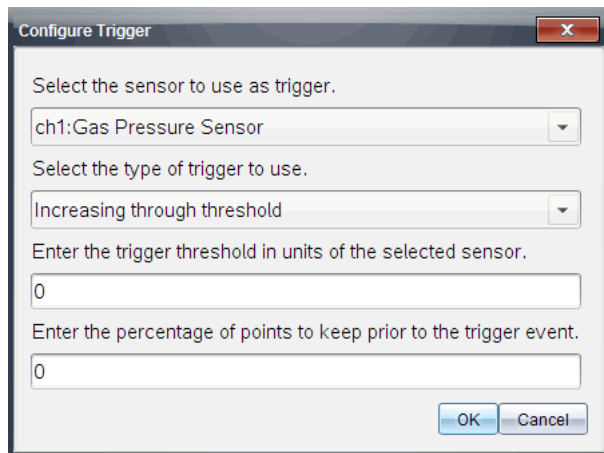 Configure Trigger
x
Select the sensor to use as trigger.
ch1:Gas Pressure Sensor
Select the type of trigger to use.
Increasing through threshold
Enter the trigger threshold in units of the selected sensor.
0
Enter the percentage of points to keep prior to the trigger event.
0
OK Cancel